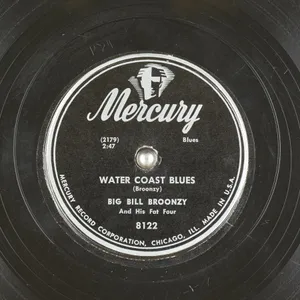 Mercury
(2179)
2:47
Blues
WATER COAST BLUES
(Broonzy)
BIG BILL BROONZY
And His Fat Four
8122
MERCURY RECORD CORPORATION, CHICAGO, ILL. MADE IN U.S.A.